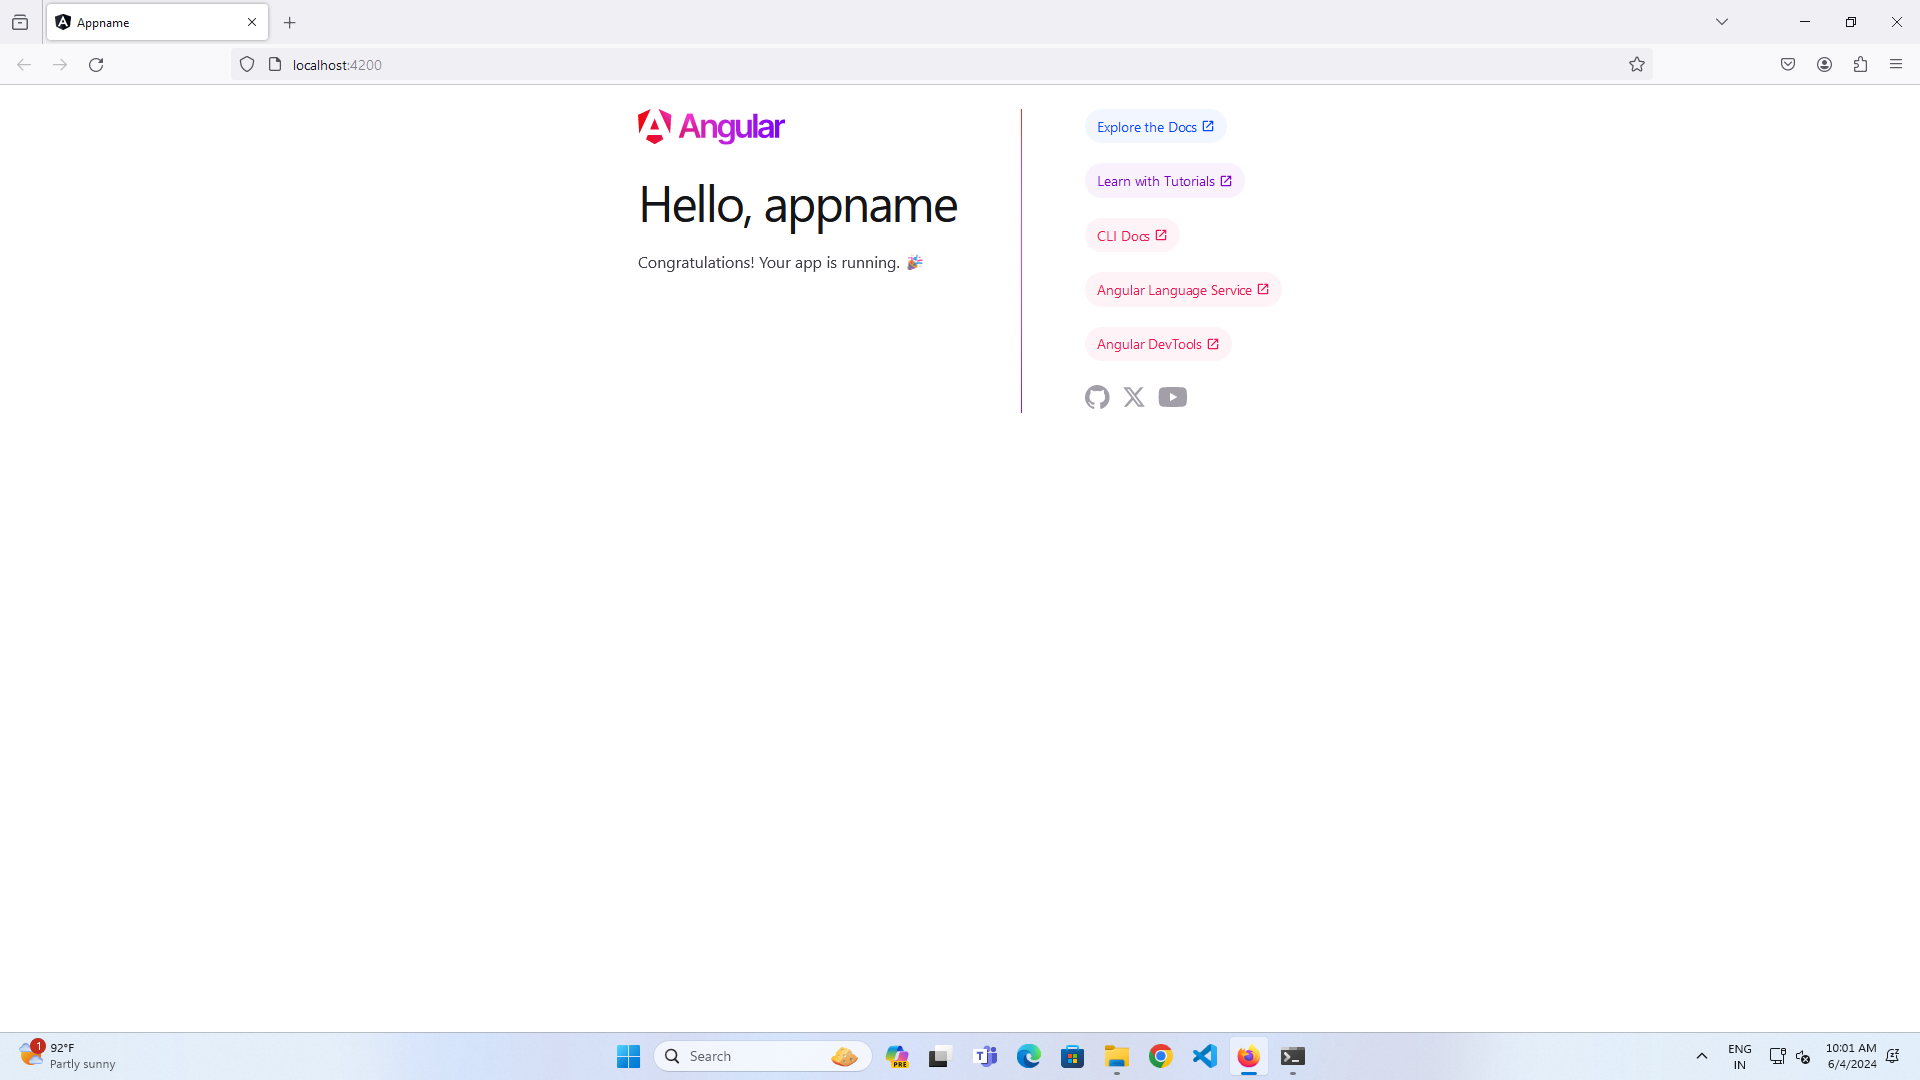 Appname
localhost:4200
Angular
Hello, appname
Congratulations! Your app is running. 🎉
Explore the Docs
Learn with Tutorials
CLI Docs
Angular Language Service
Angular DevTools
1
92°F
Partly sunny
Search
PRE
ENG
IN
10:01 AM
6/4/2024